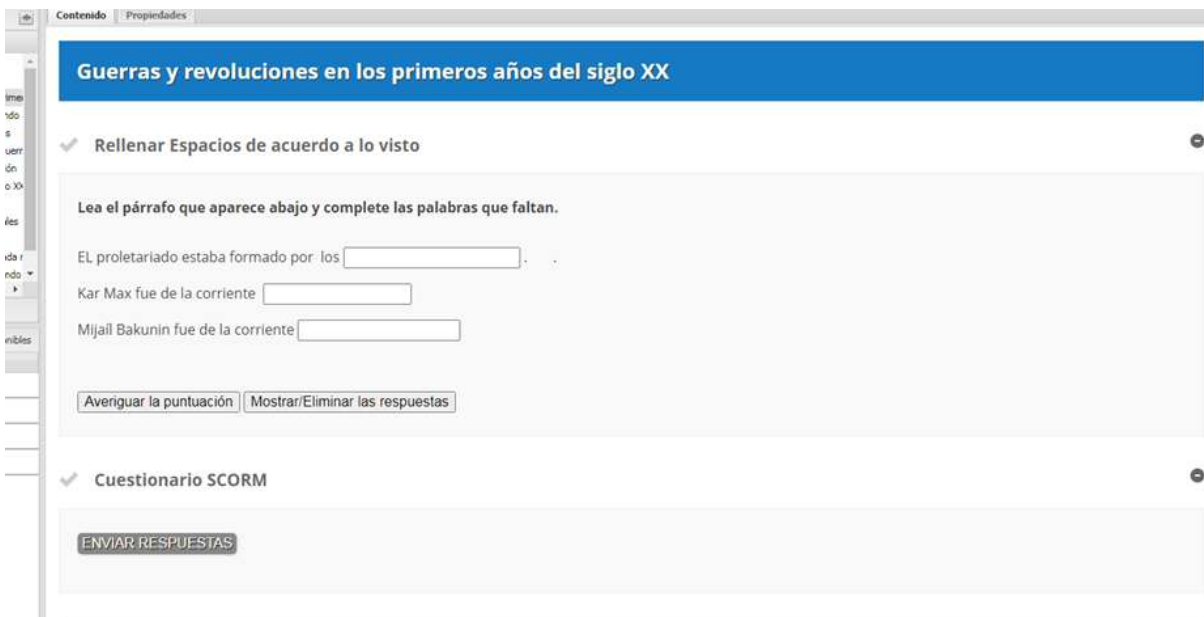 Contenido Propiedades
Guerras y revoluciones en los primeros años del siglo XX
Rellenar Espacios de acuerdo a lo visto
Lea el párrafo que aparece abajo y complete las palabras que faltan.
EL proletariado estaba formado por los . .
Kar Max fue de la corriente
Mijaíl Bakunin fue de la corriente
Averiguar la puntuación Mostrar/Eliminar las respuestas
Cuestionario SCORM
ENVIAR RESPUESTAS